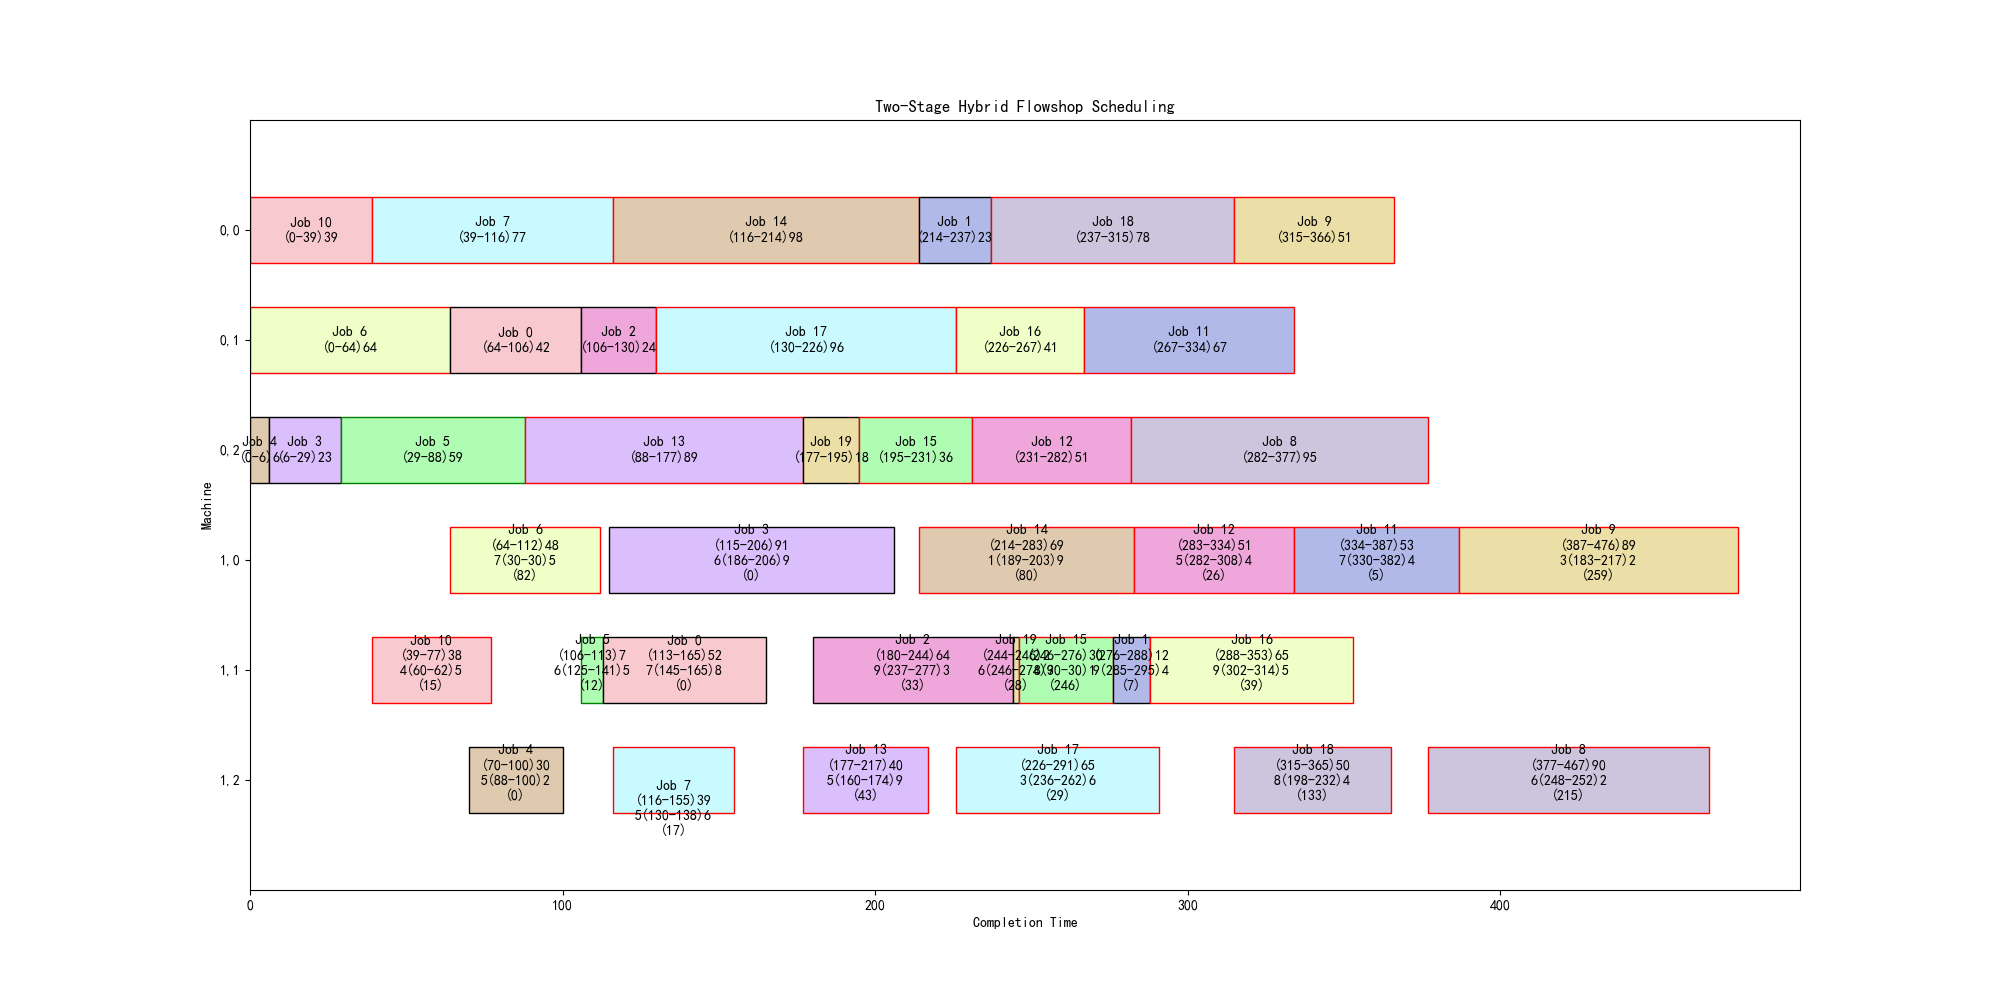 Two-Stage Hybrid Flowshop Scheduling
Job 10
(0-39)39
Job 7
(39-116)77
Job 14
(116-214)98
Job 1
(214-237)23
Job 18
(237-315)78
Job 9
(315-366)51
0,0
Job 6
(0-64)64
Job 0
(64-106)42
Job 2
(106-130)24
Job 17
(130-226)96
Job 16
(226-267)41
Job 11
(267-334)67
0,1
Job 4
(0-6)6
Job 3
(6-29)23
Job 5
(29-88)59
Job 13
(88-177)89
Job 19
(177-195)18
Job 15
(195-231)36
Job 12
(231-282)51
Job 8
(282-377)95
0,2
Machine
Job 6
(64-112)48
7(30-30)5
(82)
Job 3
(115-206)91
6(186-206)9
(0)
Job 14
(214-283)69
1(189-203)9
(80)
Job 12
(283-334)51
5(282-308)4
(26)
Job 11
(334-387)53
7(330-382)4
(5)
Job 9
(387-476)89
3(183-217)2
(259)
1,0
Job 10
(39-77)38
4(60-62)5
(15)
Job 5
(106-113)7
6(125-141)5
(12)
Job 0
(113-165)52
7(145-165)8
(0)
Job 2
(180-244)64
9(237-277)3
(33)
Job 19
(244-246)2
(28)
Job 15
(246-276)30
(246)
Job 1
(276-288)12
9(285-295)4
(7)
Job 16
(288-353)65
9(302-314)5
(39)
1,1
Job 4
(70-100)30
5(88-100)2
(0)
Job 7
(116-155)39
5(130-138)6
(17)
Job 13
(177-217)40
5(160-174)9
(43)
Job 17
(226-291)65
3(236-262)6
(29)
Job 18
(315-365)50
8(198-232)4
(133)
Job 8
(377-467)90
6(248-252)2
(215)
1,2
0
100
200
300
400
Completion Time